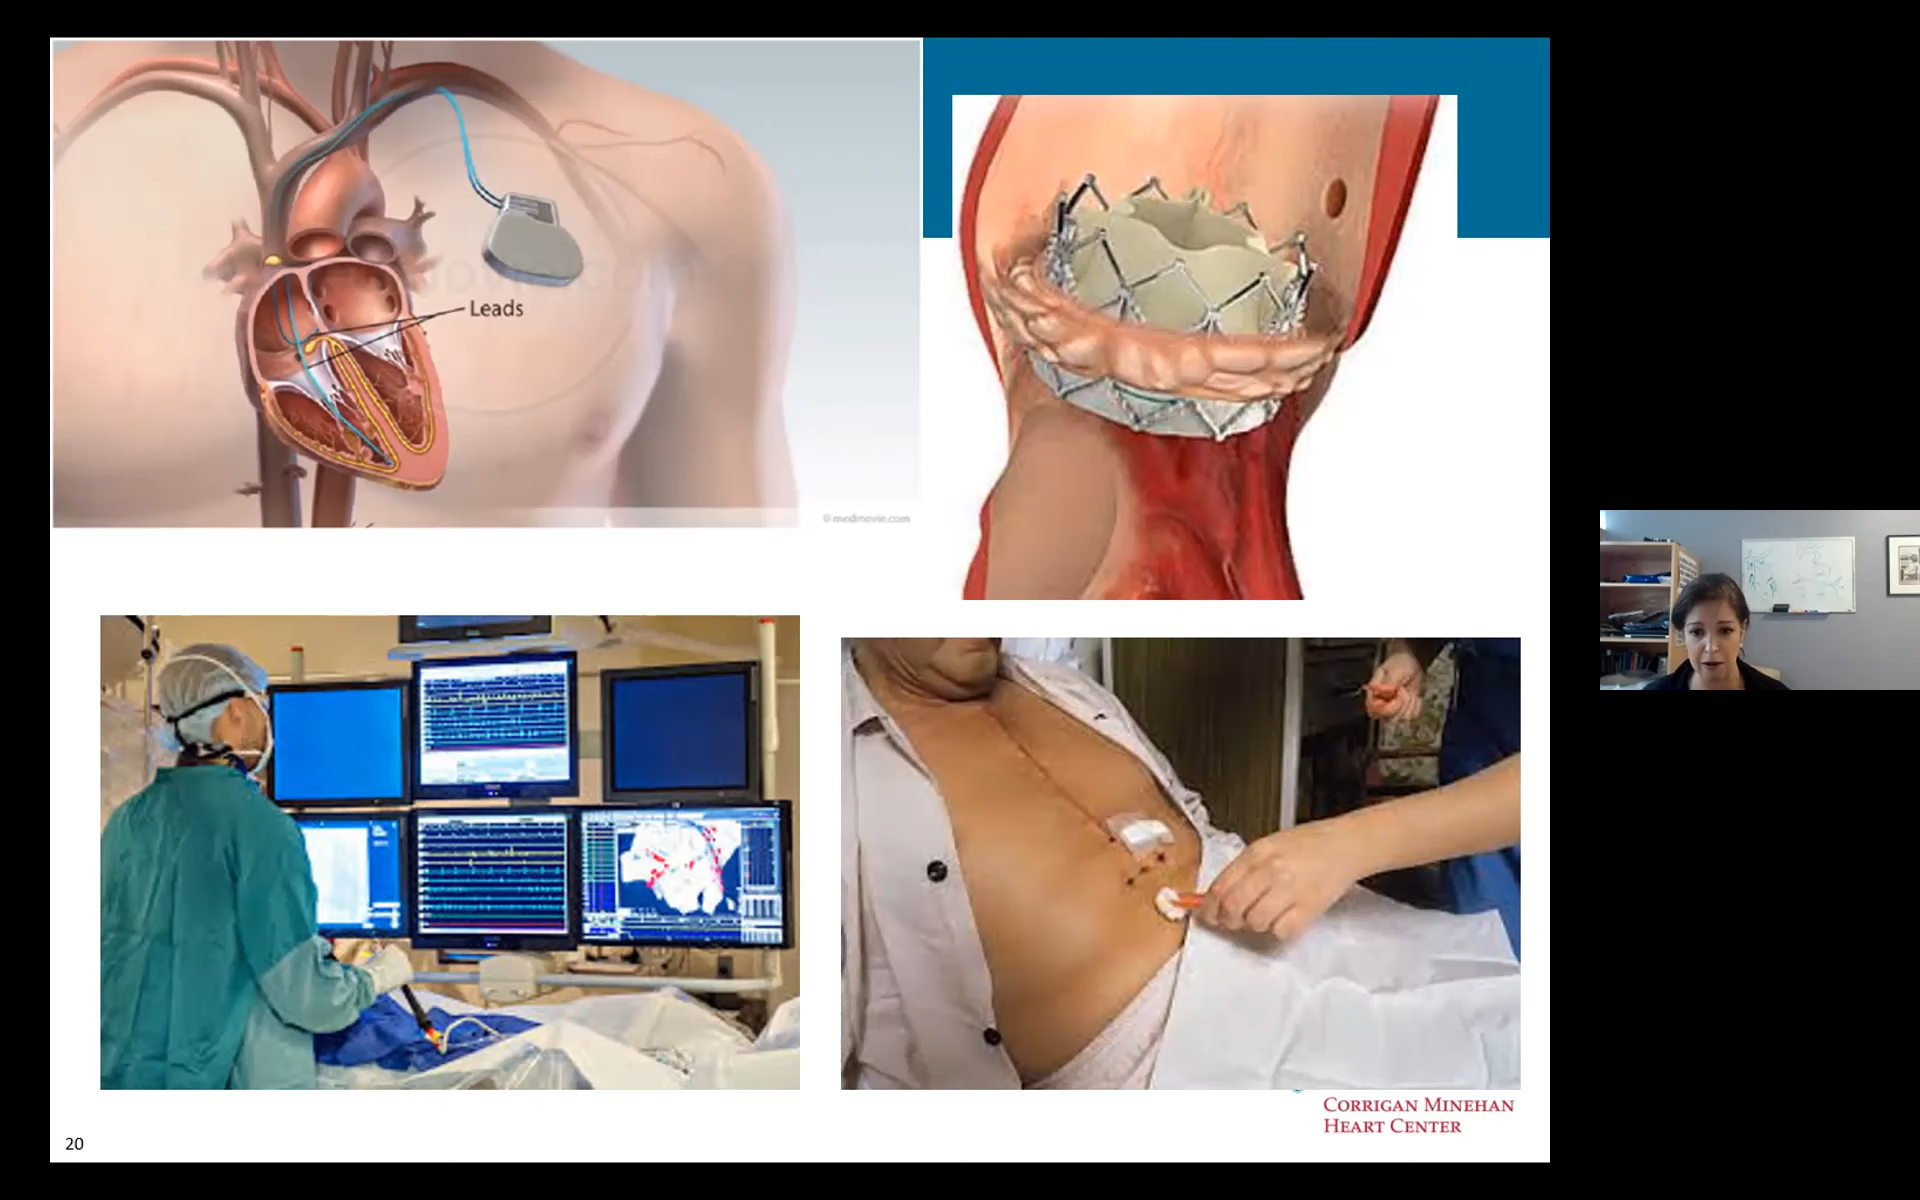 Leads
© medmovie.com
CORRIGAN MINEHAN
HEART CENTER
20